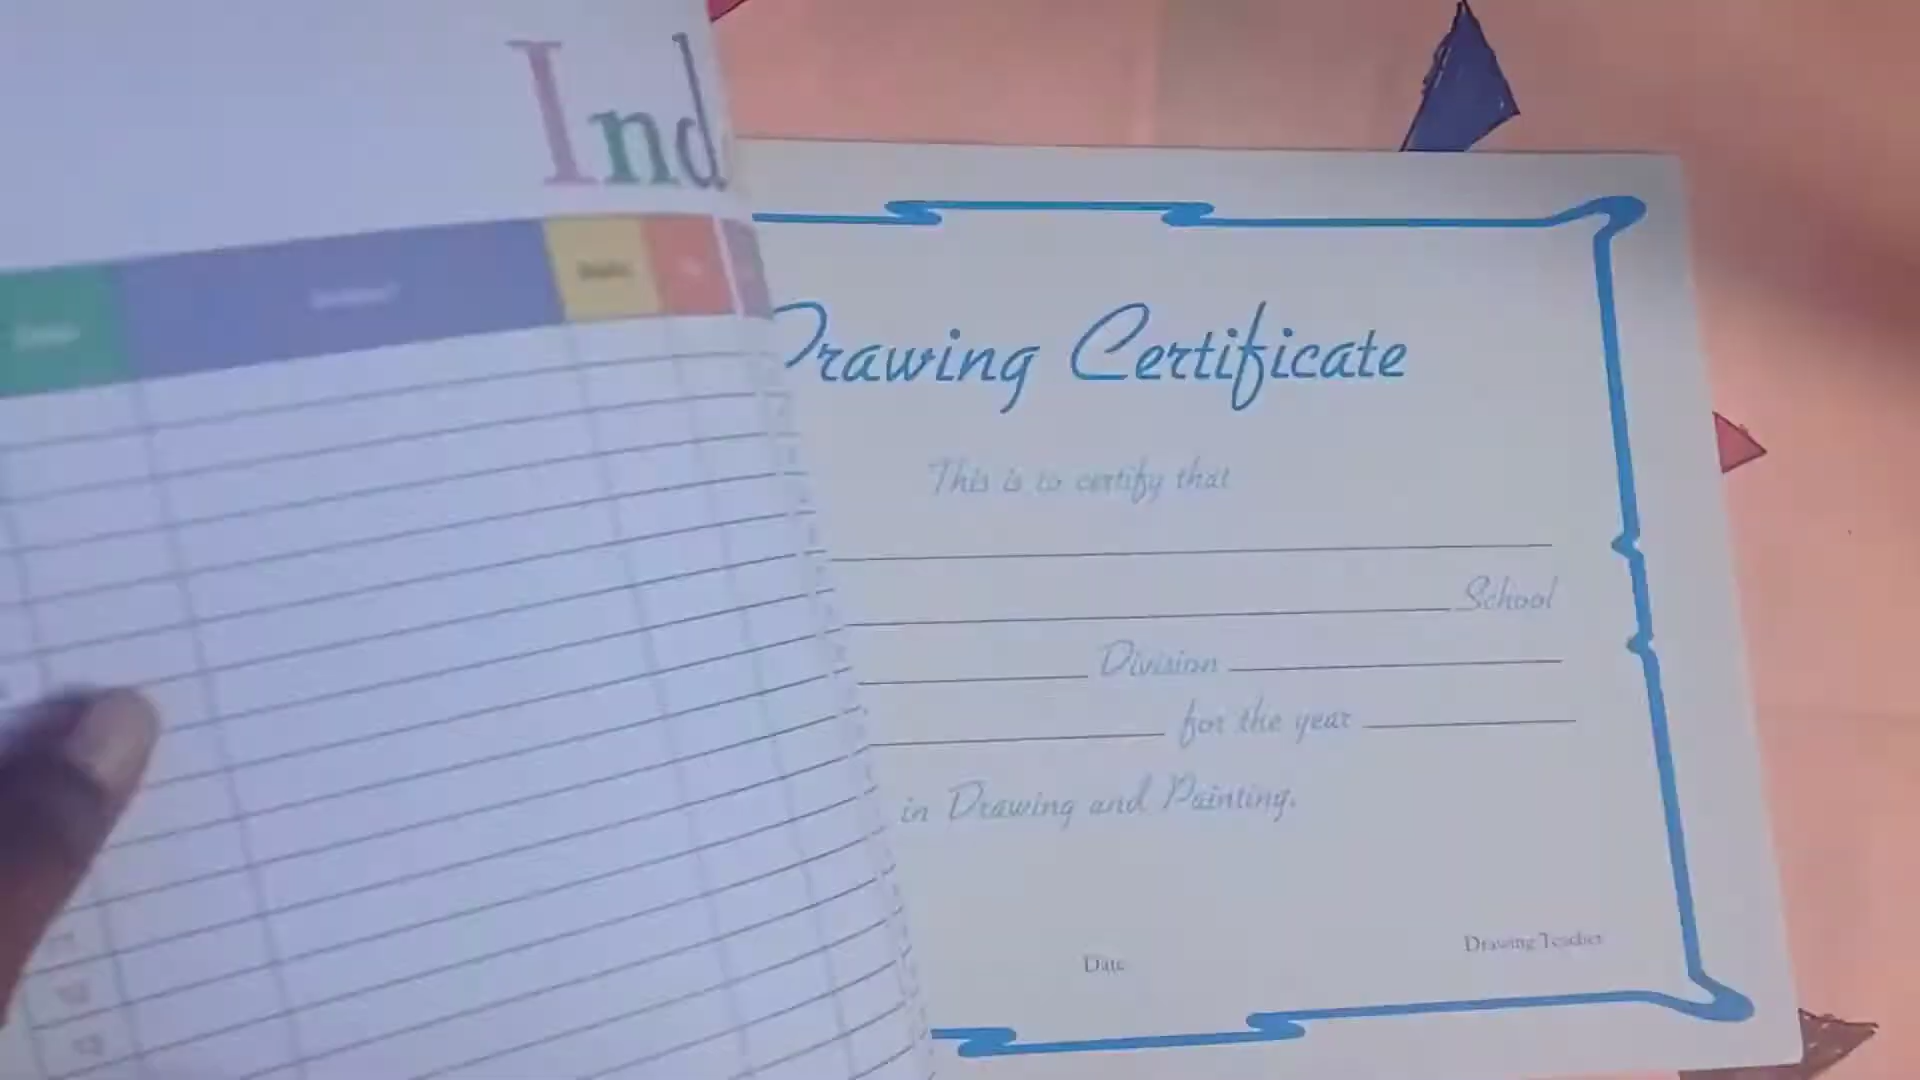 Ind
Drawing Certificate
This is to certify that
School
Division
for the year
in Drawing and Painting.
Drawing Teacher
Date